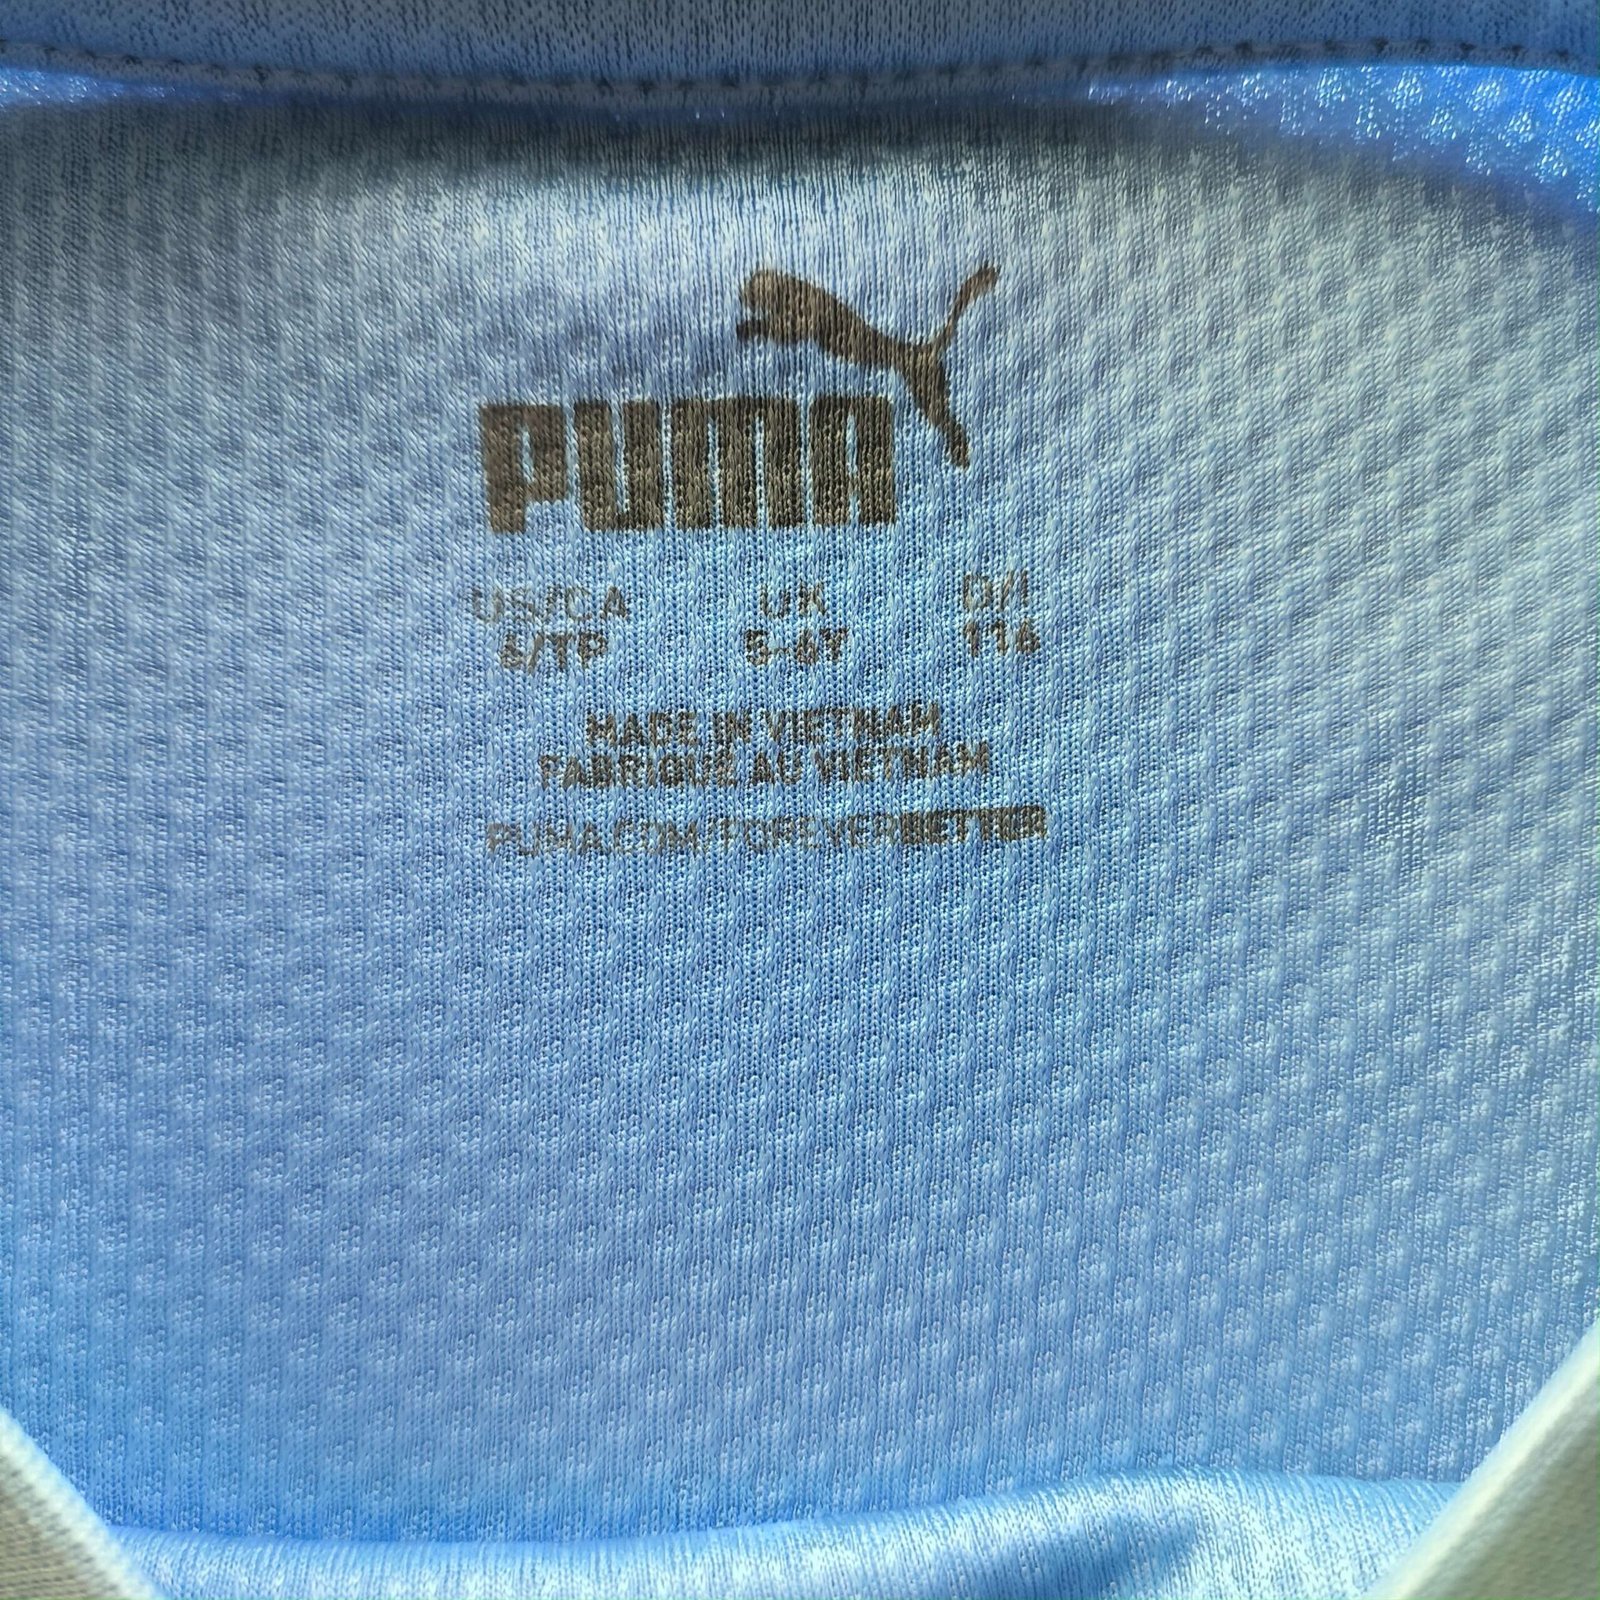 PUMA
US/CA UK D/I
6/TP 5-6Y 116
MADE IN VIETNAM
FABRIQUE AU VIETNAM
PUMA.COM/FOREVERBETTER